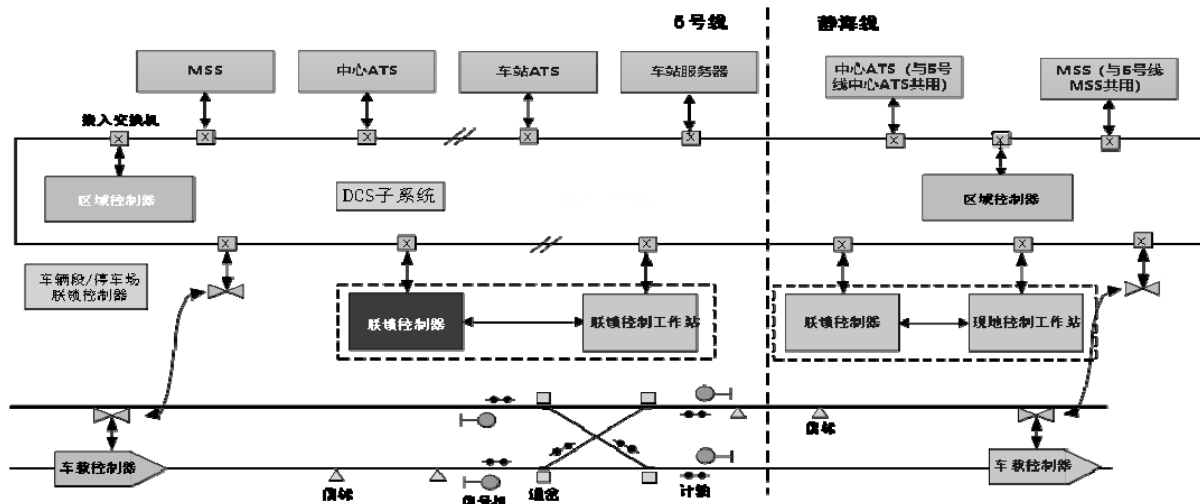 5号线
静海线
MSS
中心ATS
车站ATS
车站服务器
中心ATS（与5号
线中心ATS共用）
MSS（与5号线
MSS共用）
接入交换机
区域控制器
DCS子系统
区域控制器
车辆段/停车场
联锁控制器
联锁控制器
联锁控制工作站
联锁控制器
现地控制工作站
信标
车载控制器
信标
信号机
道岔
计轴
车载控制器